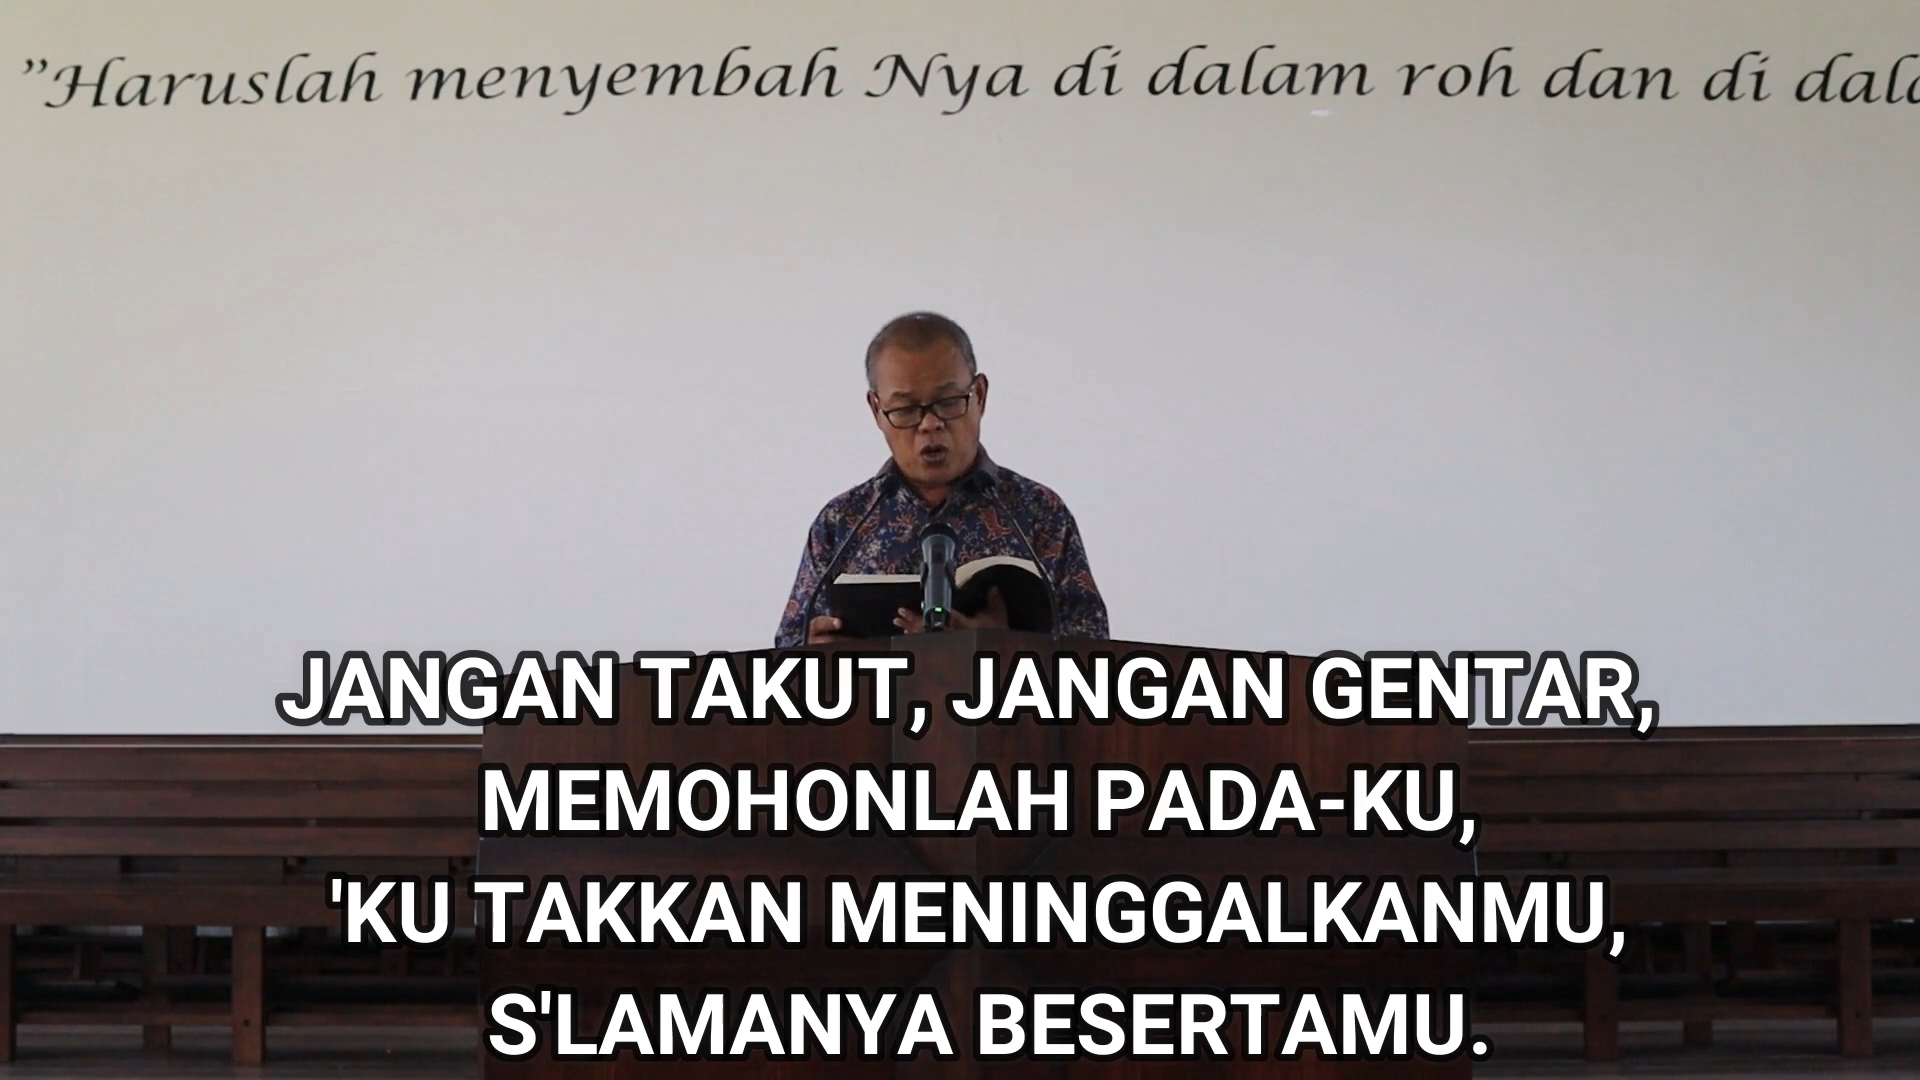 "Haruslah menyembah Nya di dalam roh dan di
JANGAN TAKUT, JANGAN GENTAR,
MEMOHONLAH PADA-KU,
'KU TAKKAN MENINGGALKANMU,
S'LAMANYA BESERTAMU.